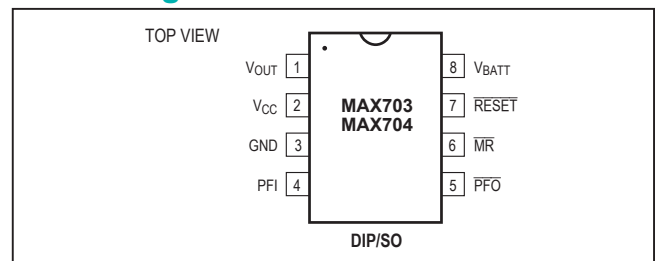 TOP VIEW
VOUT 1
VCC 2
GND 3
PFI 4
MAX703
MAX704
8 VBATT
7 RESET
6 MR
5 PFO
DIP/SO